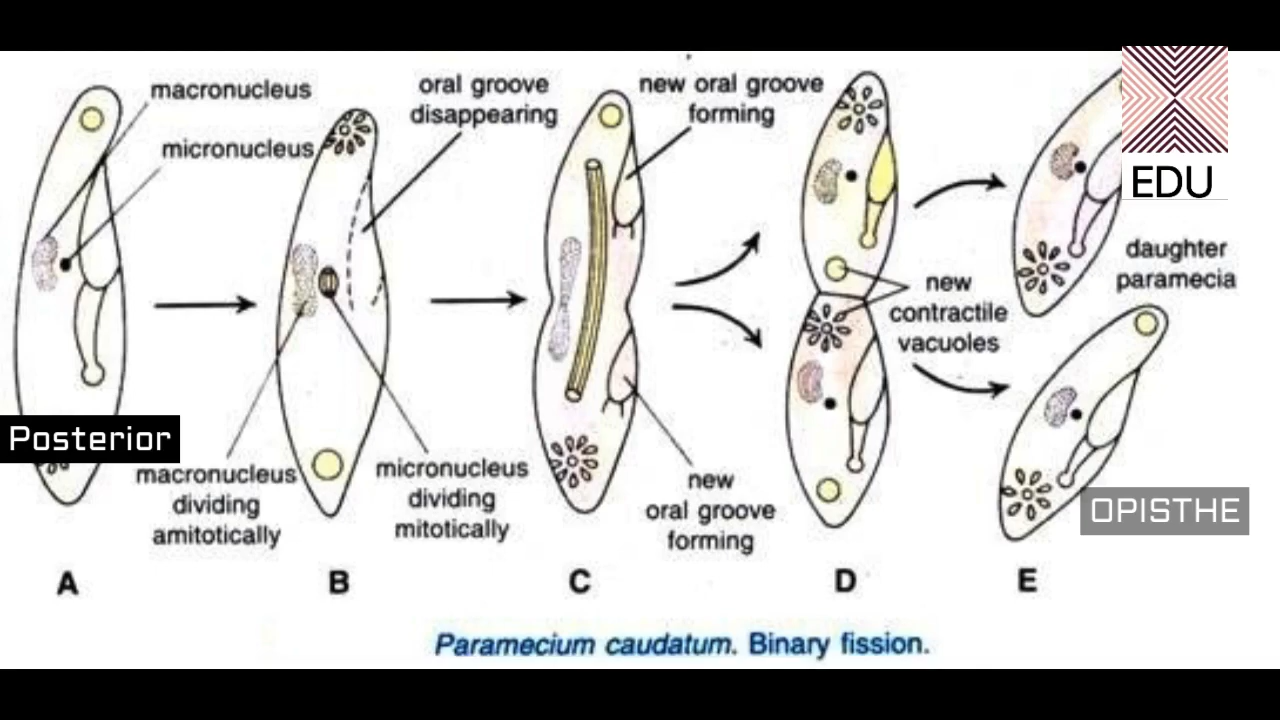 macronucleus
micronucleus
oral groove
disappearing
new oral groove
forming
EDU
daughter
paramecia
new
contractile
vacuoles
Posterior
macronucleus
dividing
amitotically
micronucleus
dividing
mitotically
new
oral groove
forming
OPISTHE
A
B
C
D
E
Paramecium caudatum. Binary fission.